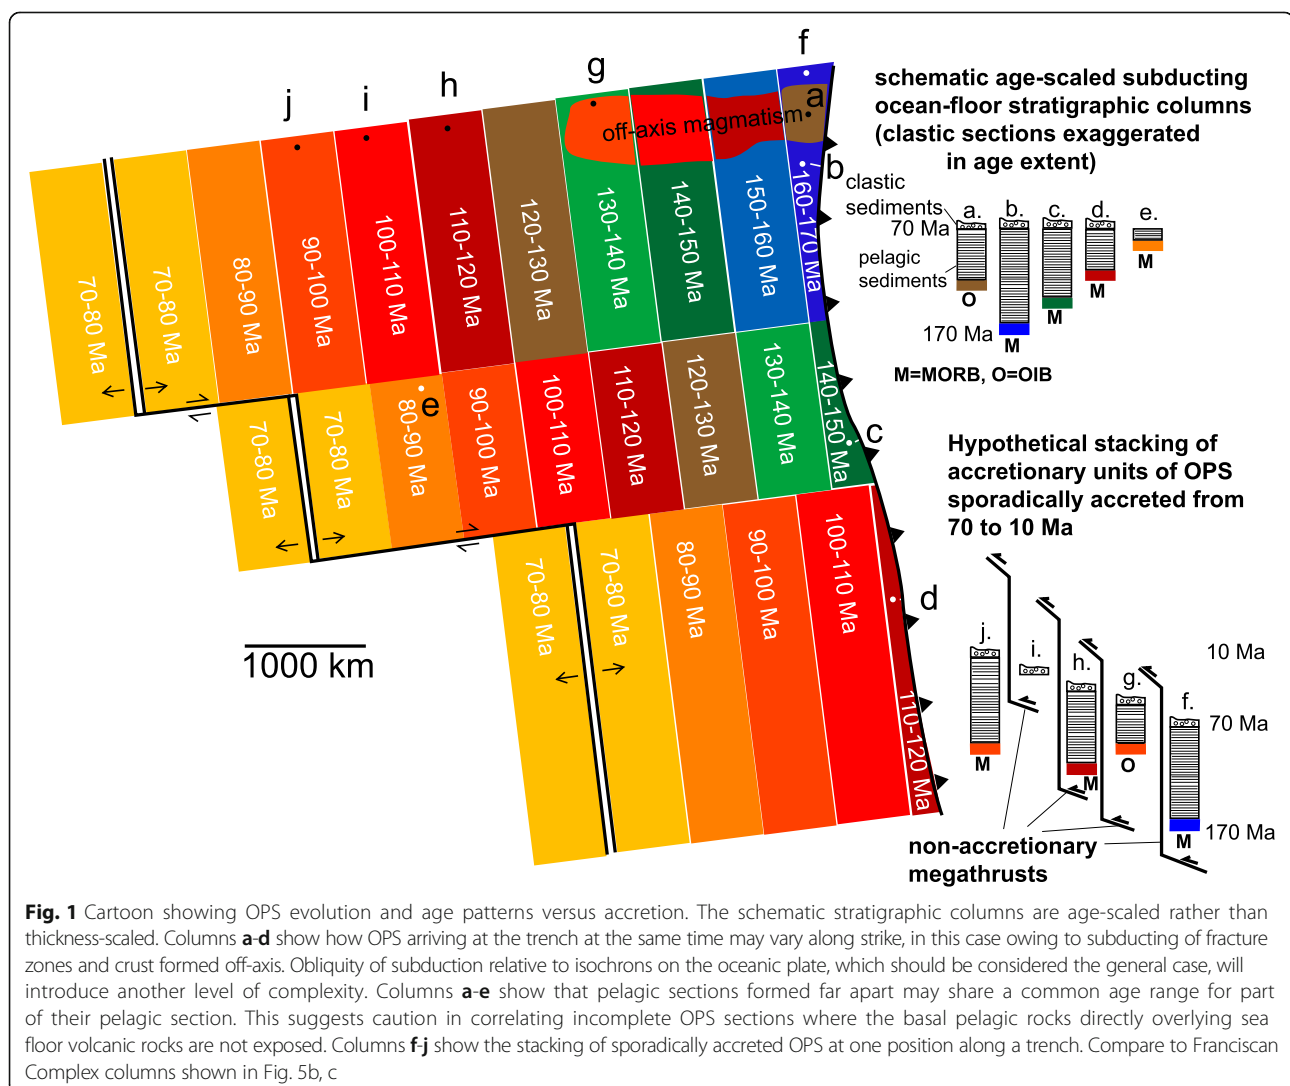 f
g
h
i
j
a
off-axis magmatism
b
schematic age-scaled subducting
ocean-floor stratigraphic columns
(clastic sections exaggerated
in age extent)
clastic
sediments
70 Ma
pelagic
sediments
170 Ma
a.
b.
c.
d.
e.
O
M
M
M
M
M=MORB, O=OIB
70-80 Ma
70-80 Ma
80-90 Ma
90-100 Ma
100-110 Ma
110-120 Ma
120-130 Ma
130-140 Ma
140-150 Ma
150-160 Ma
160-170 Ma
70-80 Ma
70-80 Ma
80-90 Ma
e
90-100 Ma
100-110 Ma
110-120 Ma
120-130 Ma
130-140 Ma
140-150 Ma
c
70-80 Ma
70-80 Ma
80-90 Ma
90-100 Ma
100-110 Ma
110-120 Ma
d
1000 km
Hypothetical stacking of
accretionary units of OPS
sporadically accreted from
70 to 10 Ma
j.
i.
h.
g.
f.
10 Ma
70 Ma
170 Ma
M
M
O
M
non-accretionary
megathrusts
Fig. 1 Cartoon showing OPS evolution and age patterns versus accretion. The schematic stratigraphic columns are age-scaled rather than
thickness-scaled. Columns a-d show how OPS arriving at the trench at the same time may vary along strike, in this case owing to subducting of fracture
zones and crust formed off-axis. Obliquity of subduction relative to isochrons on the oceanic plate, which should be considered the general case, will
introduce another level of complexity. Columns a-e show that pelagic sections formed far apart may share a common age range for part
of their pelagic section. This suggests caution in correlating incomplete OPS sections where the basal pelagic rocks directly overlying sea
floor volcanic rocks are not exposed. Columns f-j show the stacking of sporadically accreted OPS at one position along a trench. Compare to Franciscan
Complex columns shown in Fig. 5b, c